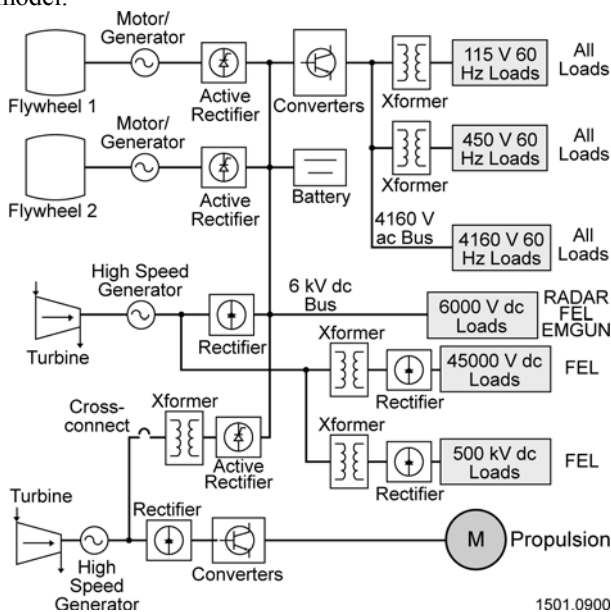 model.
Motor/
Generator
Flywheel 1
Active
Rectifier
Converters
Xformer
115 V 60
Hz Loads
All
Loads
Motor/
Generator
Flywheel 2
Active
Rectifier
Battery
Xformer
450 V 60
Hz Loads
All
Loads
4160 V
ac Bus
4160 V 60
Hz Loads
All
Loads
High Speed
Generator
Turbine
Rectifier
6 kV dc
Bus
6000 V dc
Loads
RADAR
FEL
EMGUN
Xformer
Rectifier
45000 V dc
Loads
FEL
Cross-
connect
Xformer
Active
Rectifier
Xformer
Rectifier
500 kV dc
Loads
FEL
Turbine
High
Speed
Generator
Rectifier
Converters
M
Propulsion
1501.0900